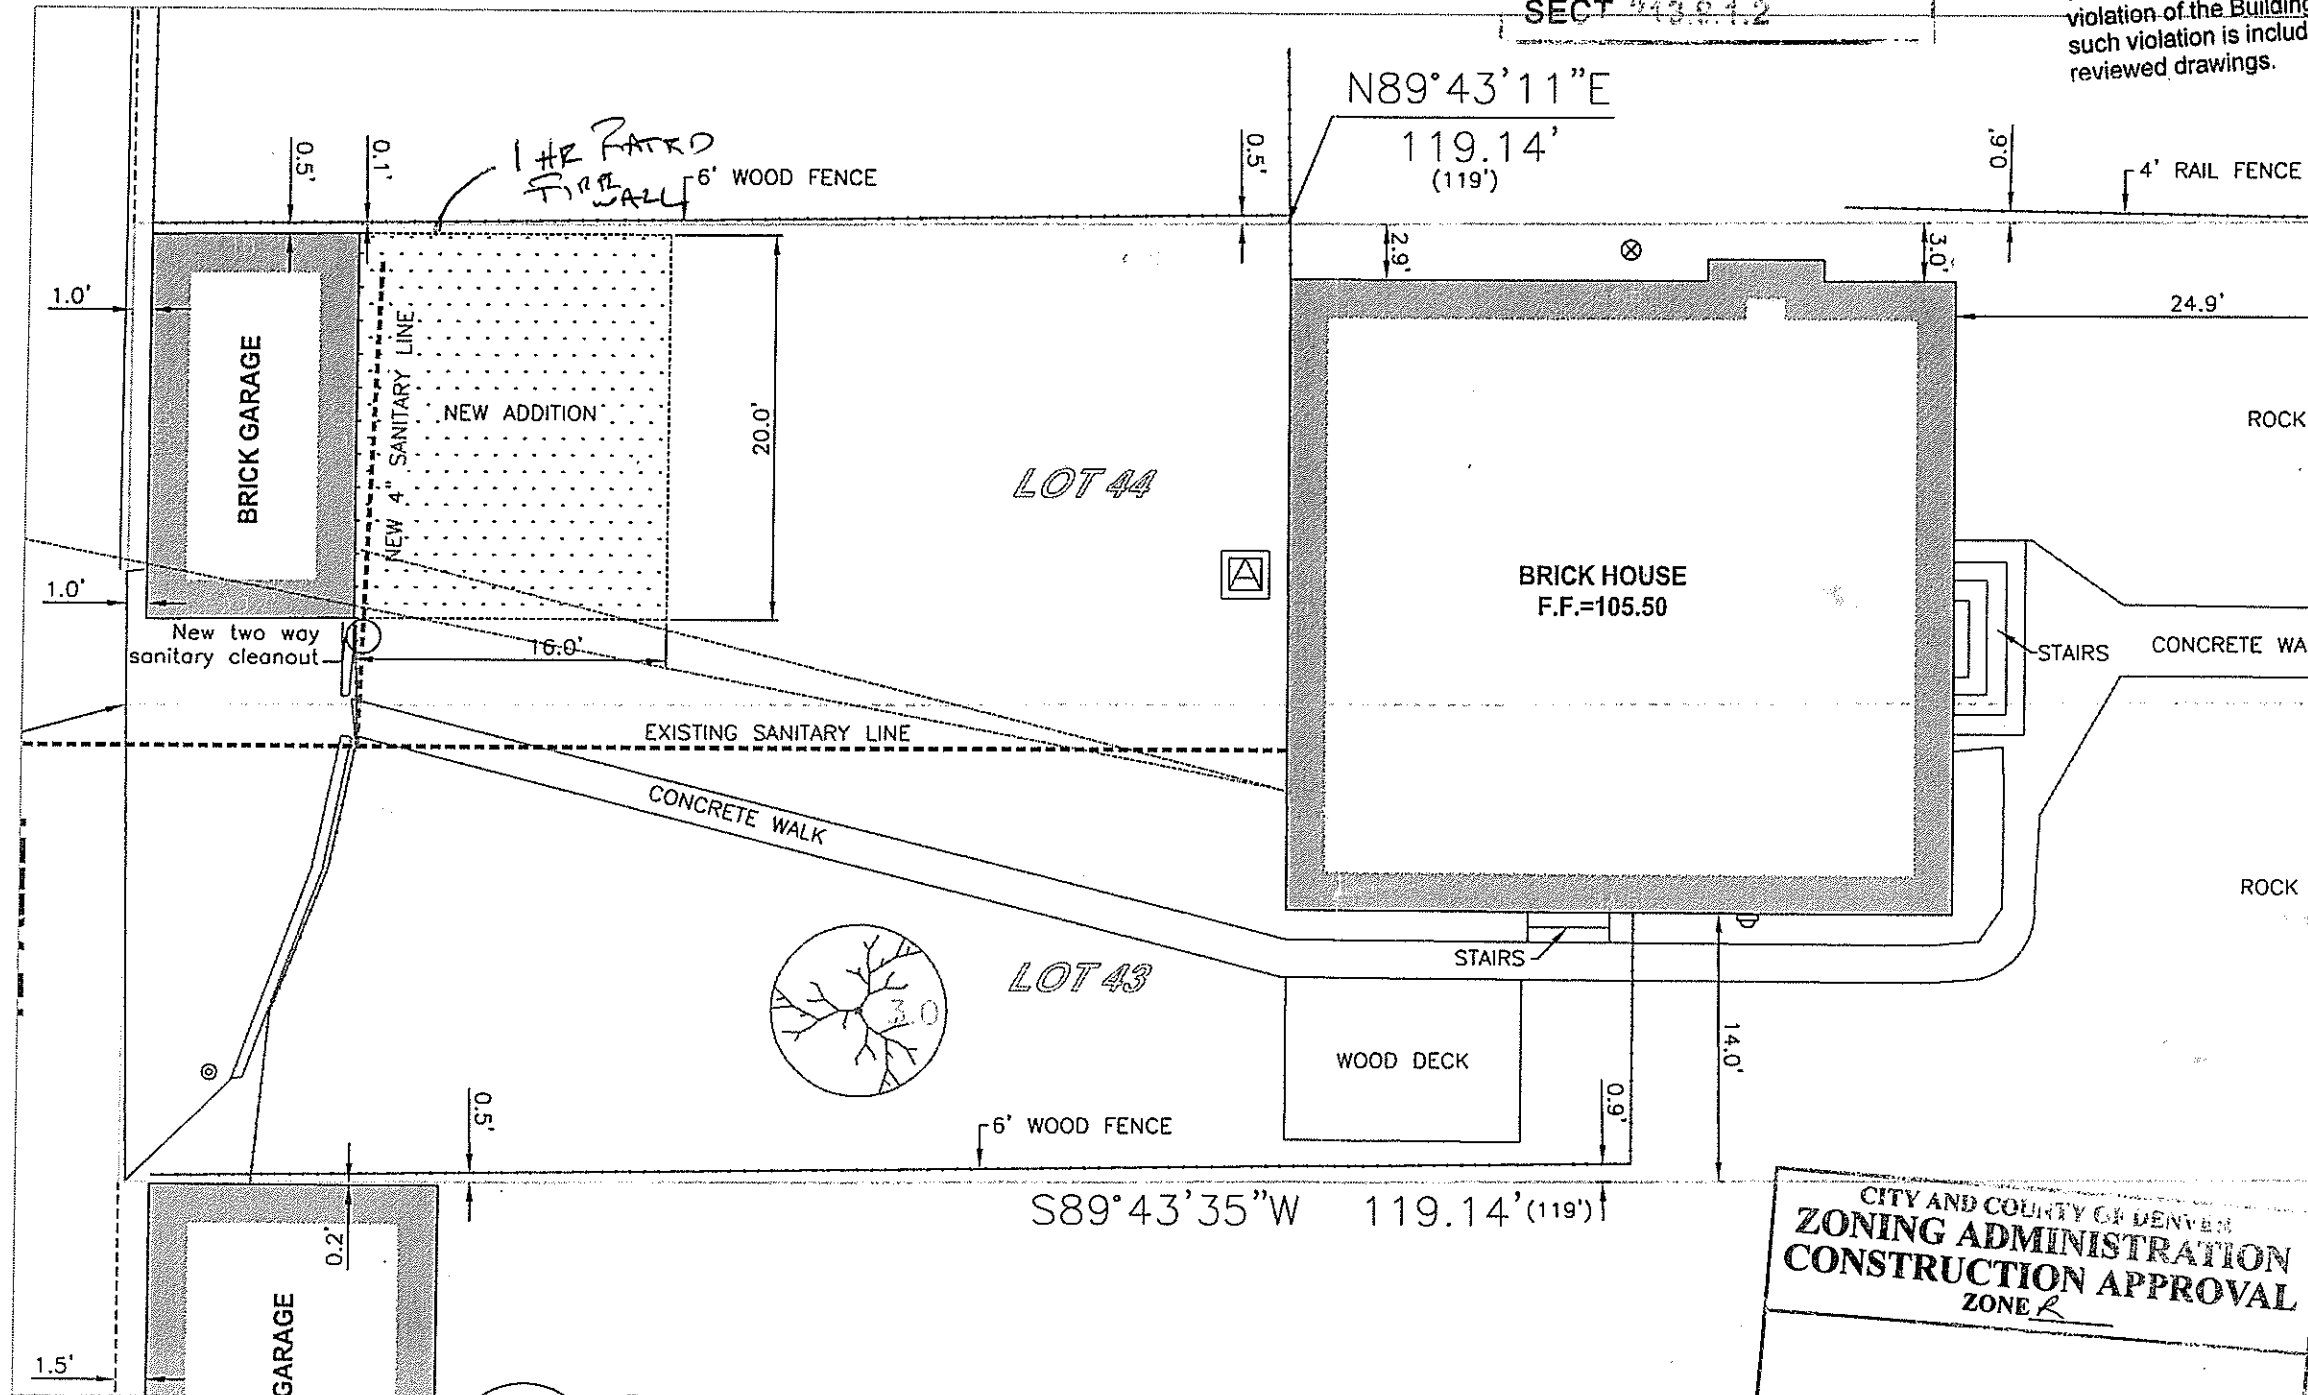 SECT 713.8.1.2
violation of the Building
such violation is includ
reviewed drawings.
N89°43'11"E
119.14'
(119')
0.5'
0.1'
1 HR RATED
FIRE
WALL
6' WOOD FENCE
0.5'
0.9'
4' RAIL FENCE
2.9'
3.0'
1.0'
24.9'
BRICK GARAGE
NEW 4" SANITARY LINE
NEW ADDITION
20.0'
ROCK
LOT 44
BRICK HOUSE
F.F.=105.50
1.0'
New two way
sanitary cleanout
16.0'
STAIRS
CONCRETE WA
EXISTING SANITARY LINE
CONCRETE WALK
ROCK
STAIRS
LOT 43
3.0
14.0'
WOOD DECK
0.5'
0.9'
6' WOOD FENCE
S89°43'35"W 119.14'(119')
0.2'
GARAGE
1.5'
CITY AND COUNTY OF DENVER
ZONING ADMINISTRATION
CONSTRUCTION APPROVAL
ZONE R